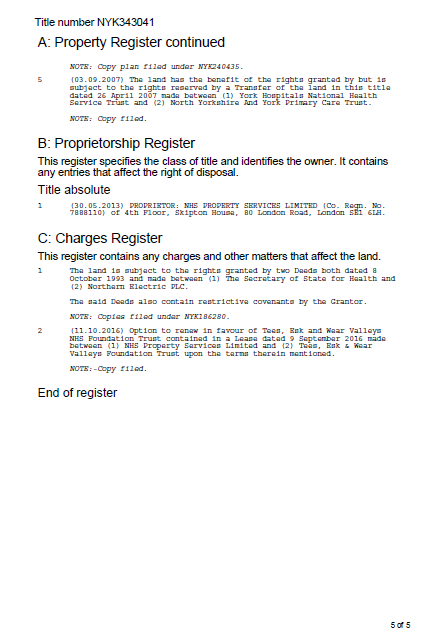 Title number NYK343041
A: Property Register continued
NOTE: Copy plan filed under NYK240435.
5 (03.09.2007) The land has the benefit of the rights granted by but is
subject to the rights reserved by a Transfer of the land in this title
dated 26 April 2007 made between (1) York Hospitals National Health
Service Trust and (2) North Yorkshire And York Primary Care Trust.
NOTE: Copy filed.
B: Proprietorship Register
This register specifies the class of title and identifies the owner. It contains
any entries that affect the right of disposal.
Title absolute
1 (30.05.2013) PROPRIETOR: NHS PROPERTY SERVICES LIMITED (Co. Regn. No.
7888110) of 4th Floor, Skipton House, 80 London Road, London SE1 6LH.
C: Charges Register
This register contains any charges and other matters that affect the land.
1 The land is subject to the rights granted by two Deeds both dated 8
October 1993 and made between (1) The Secretary of State for Health and
(2) Northern Electric PLC.
The said Deeds also contain restrictive covenants by the Grantor.
NOTE: Copies filed under NYK186280.
2 (11.10.2016) Option to renew in favour of Tees, Esk and Wear Valleys
NHS Foundation Trust contained in a Lease dated 9 September 2016 made
between (1) NHS Property Services Limited and (2) Tees, Esk & Wear
Valleys Foundation Trust upon the terms therein mentioned.
NOTE:-Copy filed.
End of register
5 of 5